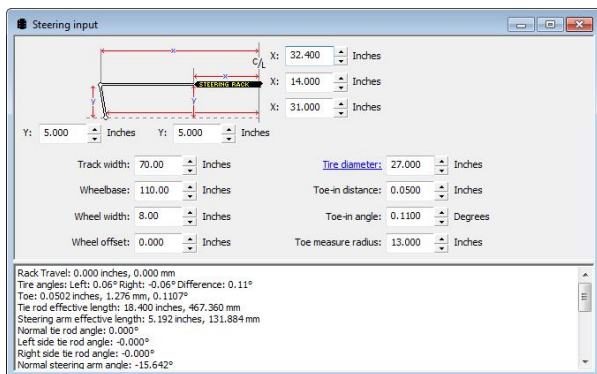 Steering input
x
C/L
X: 32.400 Inches
x
STEERING RACK
X: 14.000 Inches
y
y
X: 31.000 Inches
Y: 5.000 Inches Y: 5.000 Inches
Track width: 70.00 Inches Tire diameter: 27.000 Inches
Wheelbase: 110.00 Inches Toe-in distance: 0.0500 Inches
Wheel width: 8.00 Inches Toe-in angle: 0.1100 Degrees
Wheel offset: 0.000 Inches Toe measure radius: 13.000 Inches
Rack Travel: 0.000 inches, 0.000 mm
Tire angles: Left: 0.06° Right: -0.06° Difference: 0.11°
Toe: 0.0502 inches, 1.276 mm, 0.1107°
Tie rod effective length: 18.400 inches, 467.360 mm
Steering arm effective length: 5.192 inches, 131.884 mm
Normal tie rod angle: 0.000°
Left side tie rod angle: -0.000°
Right side tie rod angle: -0.000°
Normal steering arm angle: -15.642°